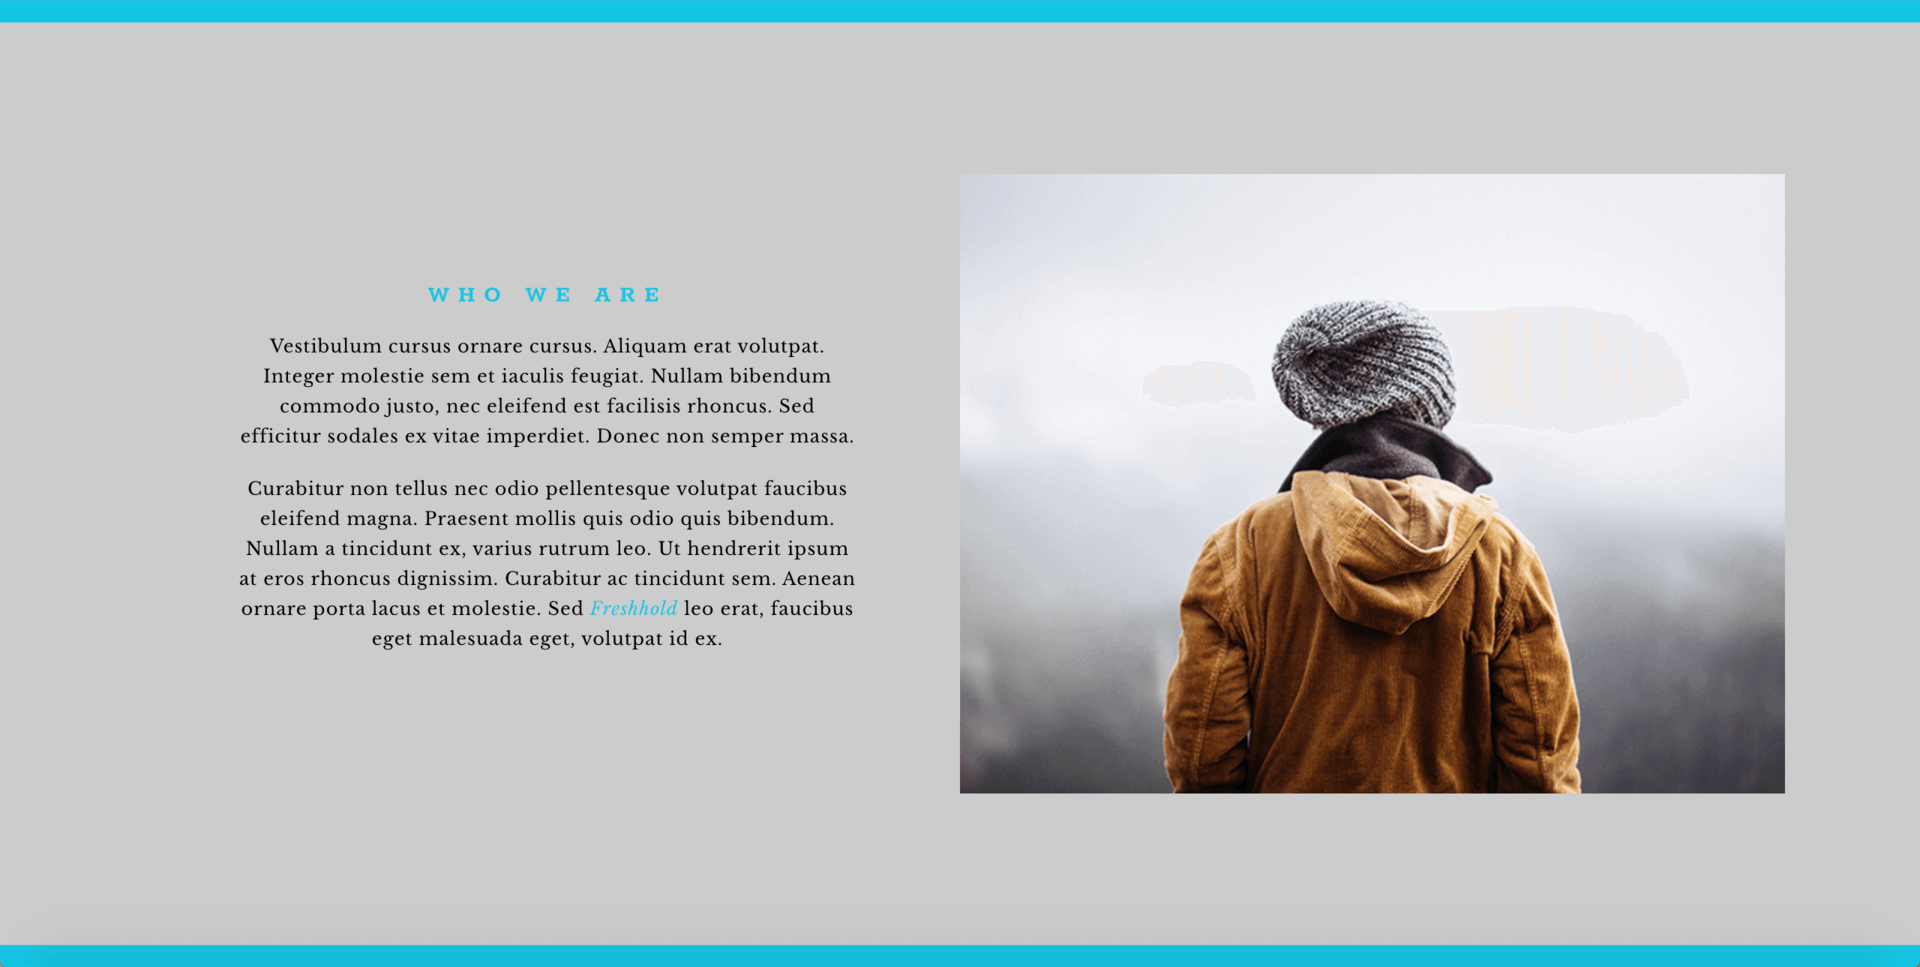 WHO WE ARE
Vestibulum cursus ornare cursus. Aliquam erat volutpat.
Integer molestie sem et iaculis feugiat. Nullam bibendum
commodo justo, nec eleifend est facilisis rhoncus. Sed
efficitur sodales ex vitae imperdiet. Donec non semper massa.
Curabitur non tellus nec odio pellentesque volutpat faucibus
eleifend magna. Praesent mollis quis odio quis bibendum.
Nullam a tincidunt ex, varius rutrum leo. Ut hendrerit ipsum
at eros rhoncus dignissim. Curabitur ac tincidunt sem. Aenean
ornare porta lacus et molestie. Sed Freshhold leo erat, faucibus
eget malesuada eget, volutpat id ex.